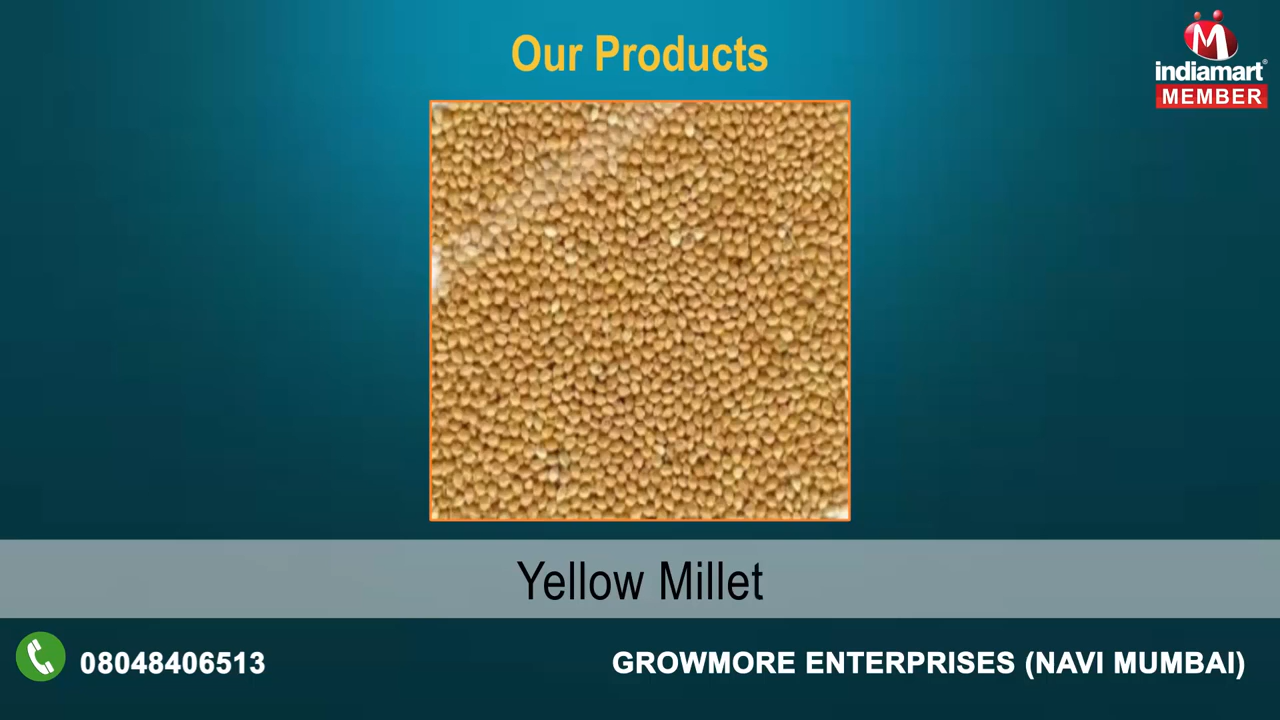 Our Products
indiamart®
MEMBER
Yellow Millet
08048406513
GROWMORE ENTERPRISES (NAVI MUMBAI)